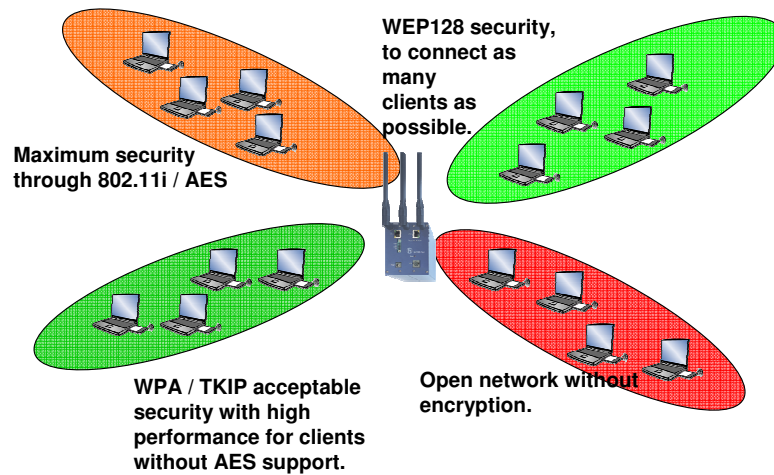 WEP128 security,
to connect as
many
clients as
possible.
Maximum security
through 802.11i / AES
WPA / TKIP acceptable
security with high
performance for clients
without AES support.
Open network without
encryption.